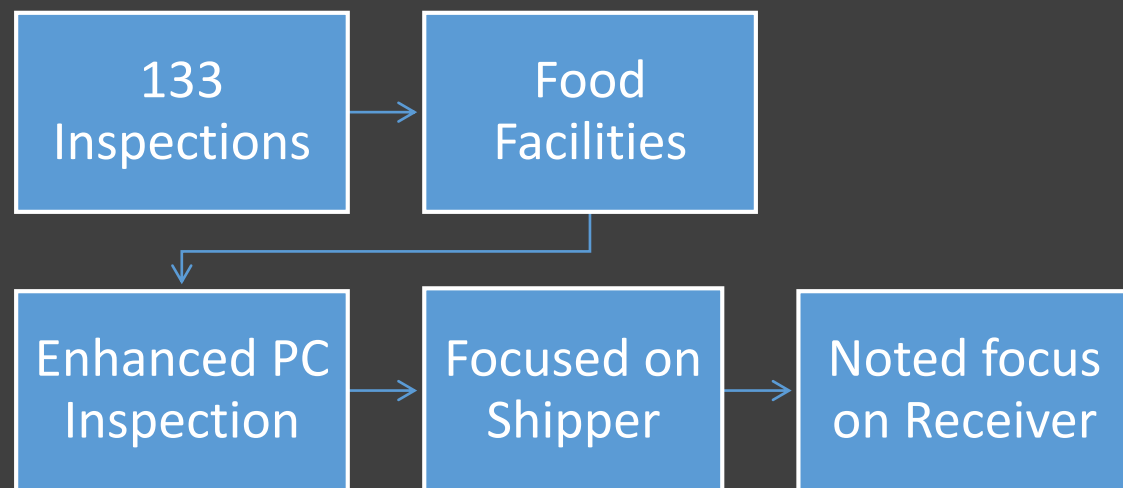 133
Inspections
Food
Facilities
Enhanced PC
Inspection
Focused on
Shipper
Noted focus
on Receiver